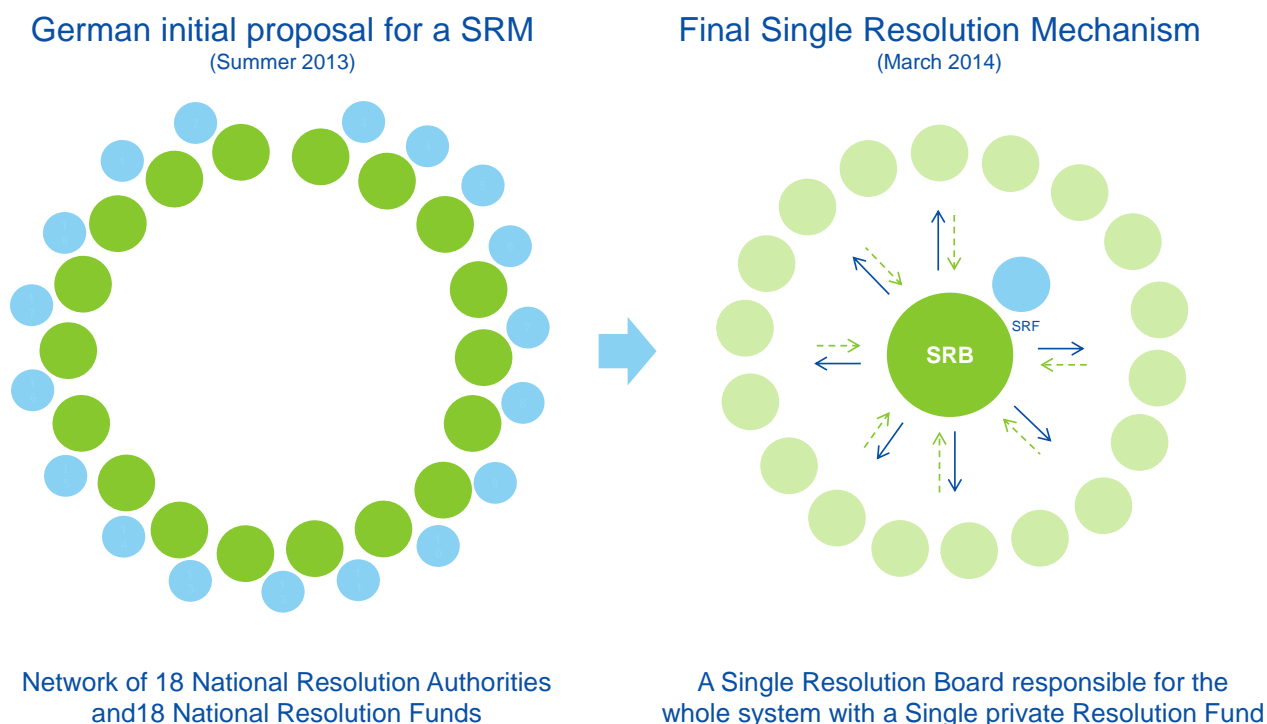 German initial proposal for a SRM
(Summer 2013)
Final Single Resolution Mechanism
(March 2014)
SRF
SRB
Network of 18 National Resolution Authorities
and18 National Resolution Funds
A Single Resolution Board responsible for the
whole system with a Single private Resolution Fund